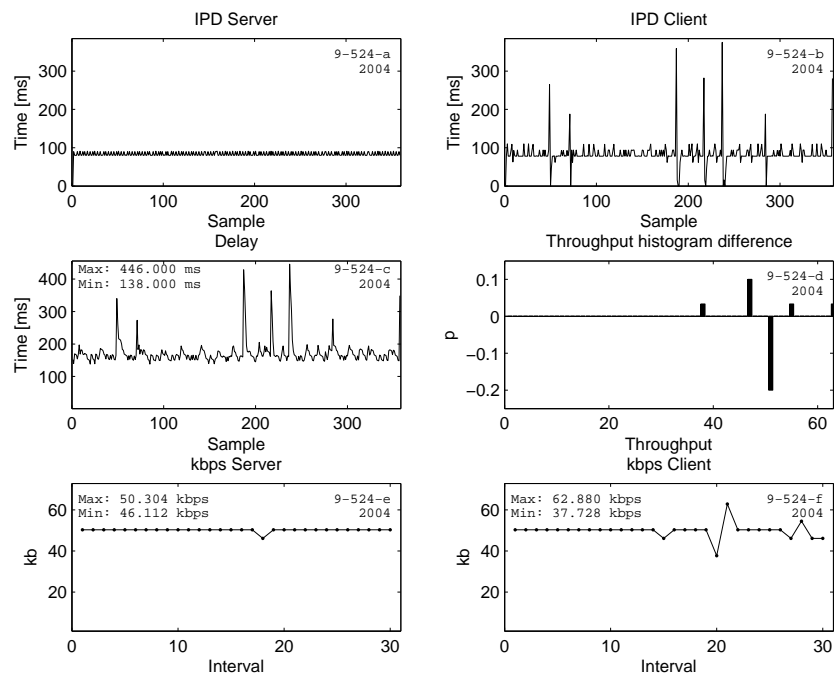 IPD Server
9-524-a
2004
Time [ms]
300
200
100
0
0 100 200 300
Sample
IPD Client
9-524-b
2004
Time [ms]
300
200
100
0
0 100 200 300
Sample
Delay
Max: 446.000 ms
Min: 138.000 ms
9-524-c
2004
Time [ms]
400
300
200
100
0 100 200 300
Sample
Throughput histogram difference
9-524-d
2004
p
0.1
0
−0.1
−0.2
0 20 40 60
Throughput
kbps Server
Max: 50.304 kbps
Min: 46.112 kbps
9-524-e
2004
kb
60
40
20
0 10 20 30
Interval
kbps Client
Max: 62.880 kbps
Min: 37.728 kbps
9-524-f
2004
kb
60
40
20
0 10 20 30
Interval